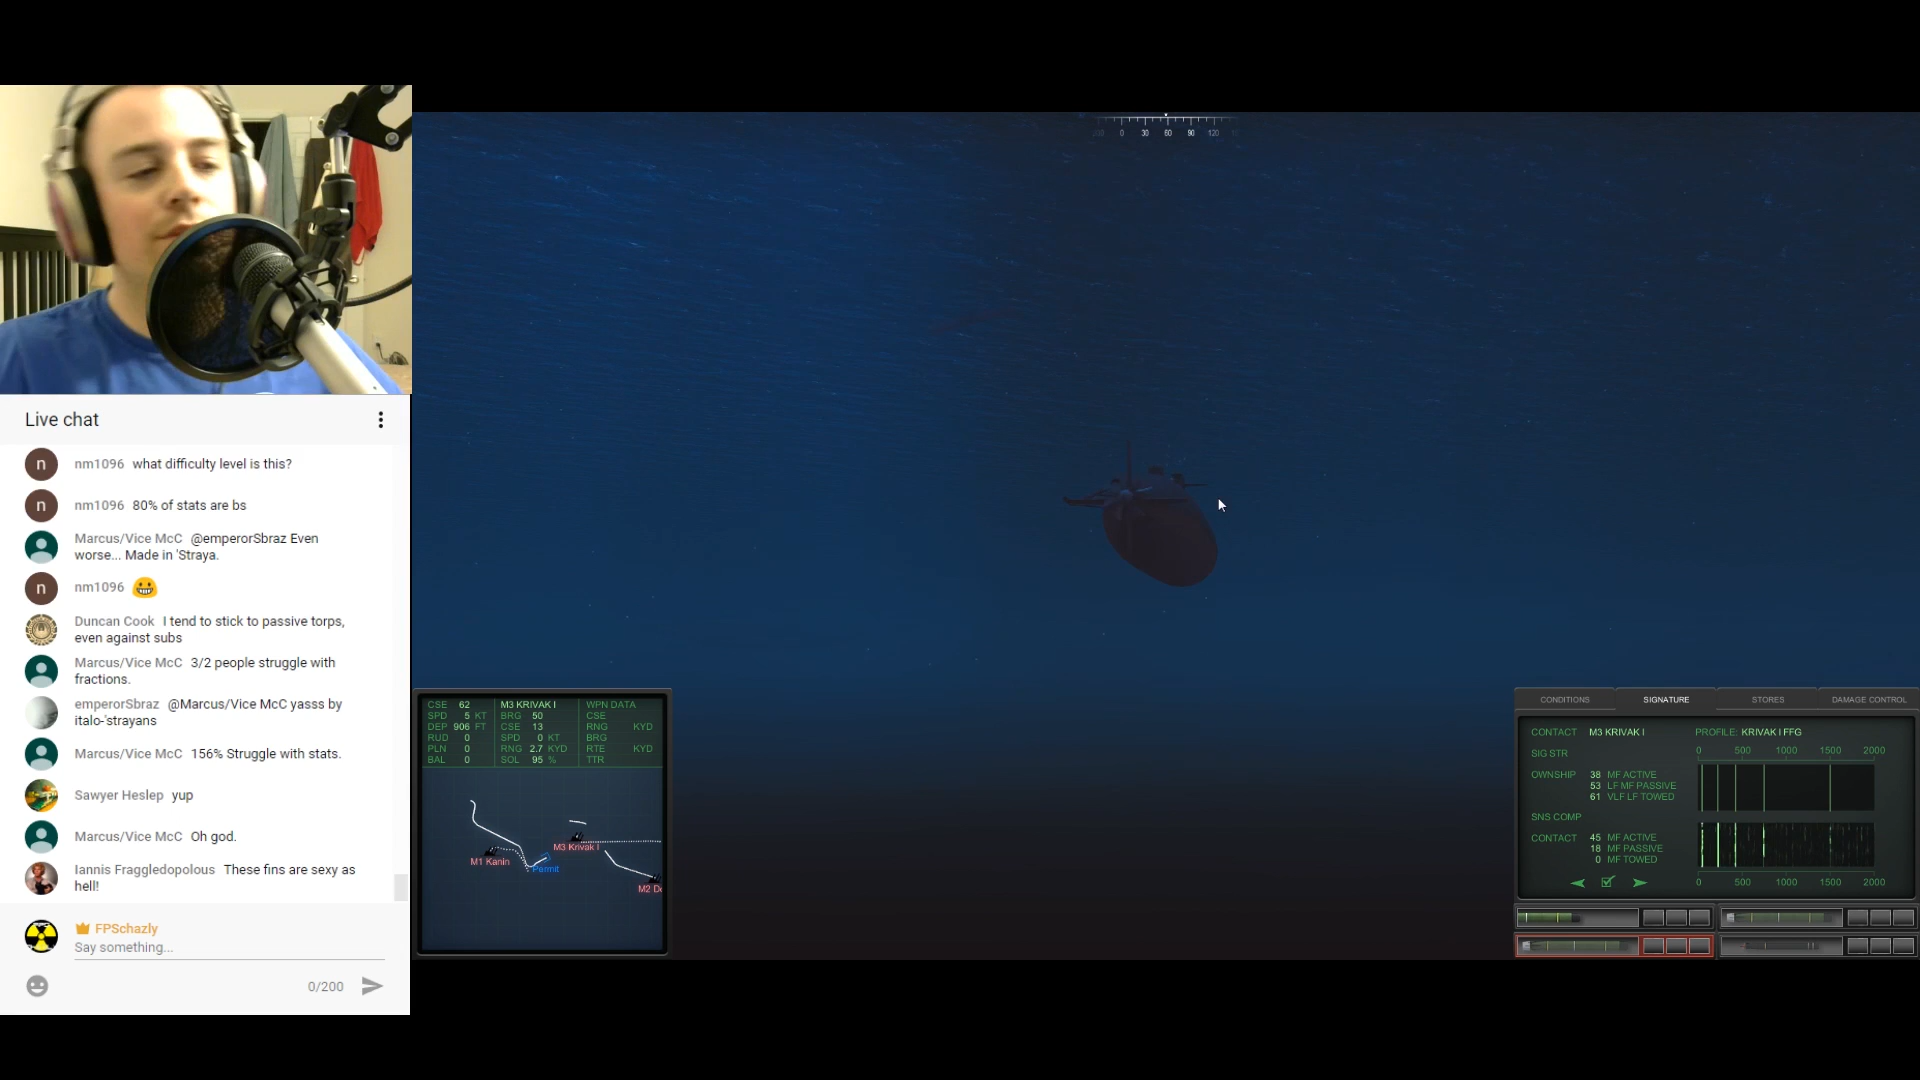 Live chat
n
nm1096 what difficulty level is this?
n
nm1096 80% of stats are bs
Marcus/Vice McC @emperorSbraz Even
worse... Made in 'Straya.
n
nm1096 😀
Duncan Cook I tend to stick to passive torps,
even against subs
Marcus/Vice McC 3/2 people struggle with
fractions.
emperorSbraz @Marcus/Vice McC yasss by
italo-'strayans
Marcus/Vice McC 156% Struggle with stats.
Sawyer Heslep yup
Marcus/Vice McC Oh god.
Iannis Fraggledopolous These fins are sexy as
hell!
FPSchazly
Say something...
0/200
0 30 60 90 120
CSE 62 M3 KRIVAK I WPN DATA
SPD 5 KT BRG 50 CSE
DEP 906 FT CSE 13 RNG KYD
RUD 0 SPD 0 KT BRG
PLN 0 RNG 2.7 KYD RTE KYD
BAL 0 SOL 95 % TTR
M3 Krivak I
M1 Kanin
Permit
M2
CONDITIONS SIGNATURE STORES DAMAGE CONTROL
CONTACT M3 KRIVAK I PROFILE: KRIVAK I FFG
SIG STR 0 500 1000 1500 2000
OWNSHIP 38 MF ACTIVE
53 LF MF PASSIVE
61 VLF LF TOWED
SNS COMP
CONTACT 45 MF ACTIVE
18 MF PASSIVE
0 MF TOWED
0 500 1000 1500 2000